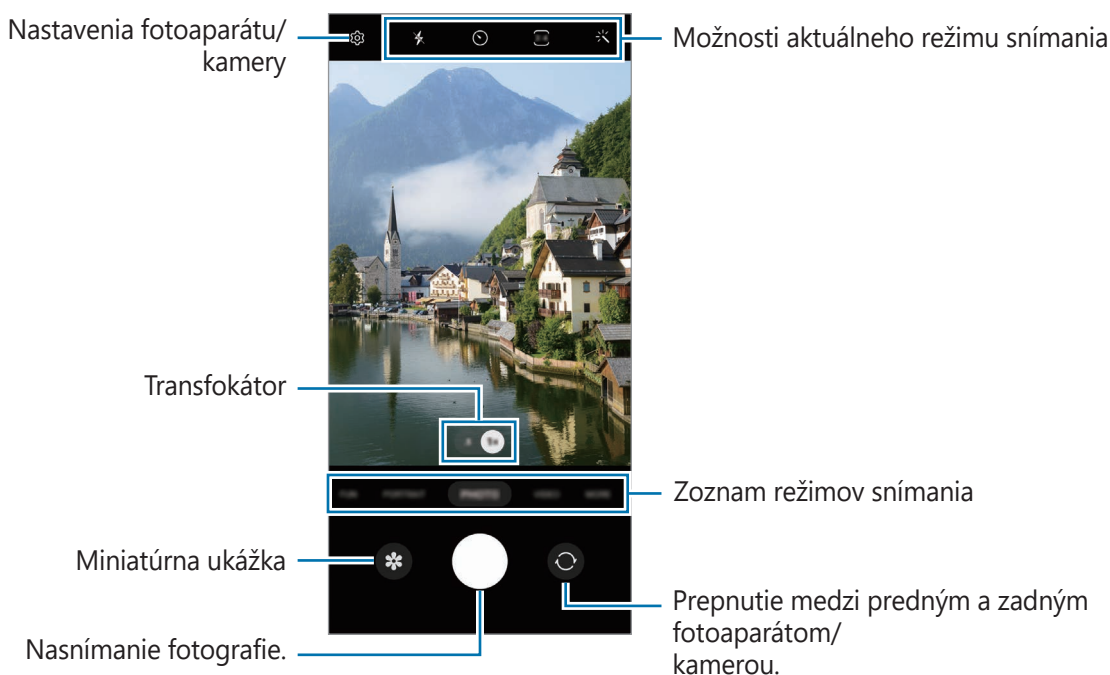 Nastavenia fotoaparátu/
kamery
Možnosti aktuálneho režimu snímania
Transfokátor
Zoznam režimov snímania
Miniatúrna ukážka
Prepnutie medzi predným a zadným
fotoaparátom/
kamerou.
Nasnímanie fotografie.